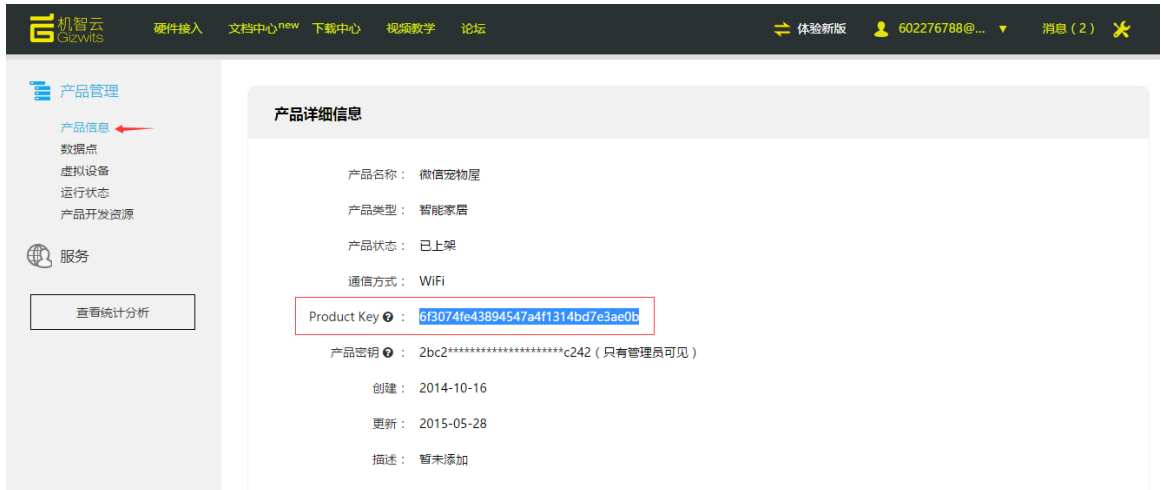 机智云
Gizwits
硬件接入 文档中心new 下载中心 视频教学 论坛 体验新版 602276788@... ▼ 消息（2）
产品管理
产品信息
数据点
虚拟设备
运行状态
产品开发资源
服务
查看统计分析
产品详细信息
产品名称： 微信宠物屋
产品类型： 智能家居
产品状态： 已上架
通信方式： WiFi
Product Key ?： 6f3074fe43894547a4f1314bd7e3ae0b
产品密钥 ?： 2bc2*********************c242（只有管理员可见）
创建： 2014-10-16
更新： 2015-05-28
描述： 暂未添加